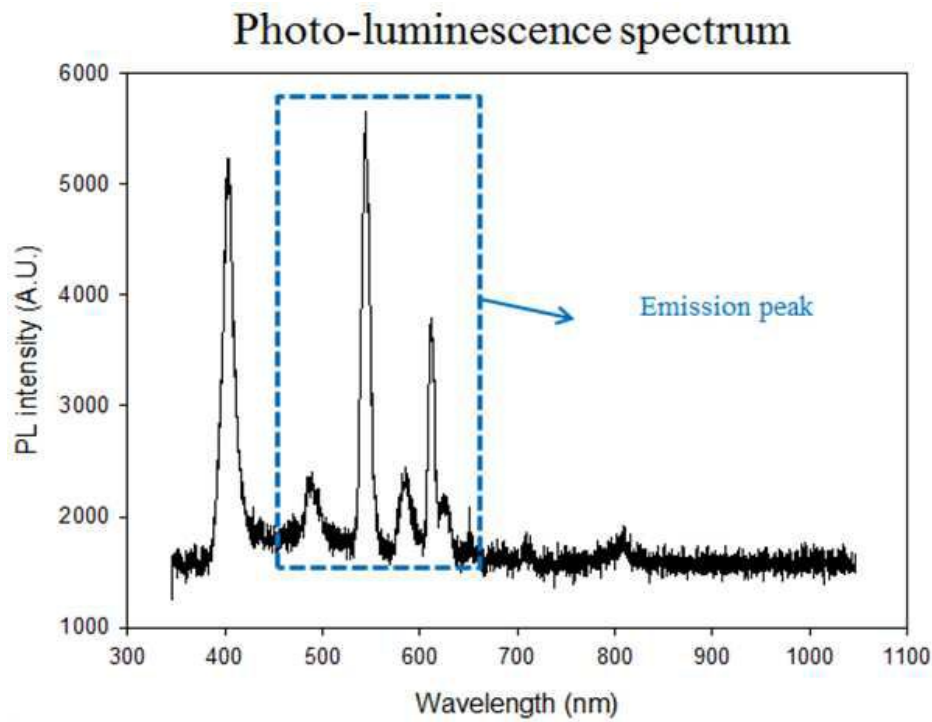 Photo-luminescence spectrum
6000
5000
4000
3000
2000
1000
PL intensity (A.U.)
Emission peak
300 400 500 600 700 800 900 1000 1100
Wavelength (nm)